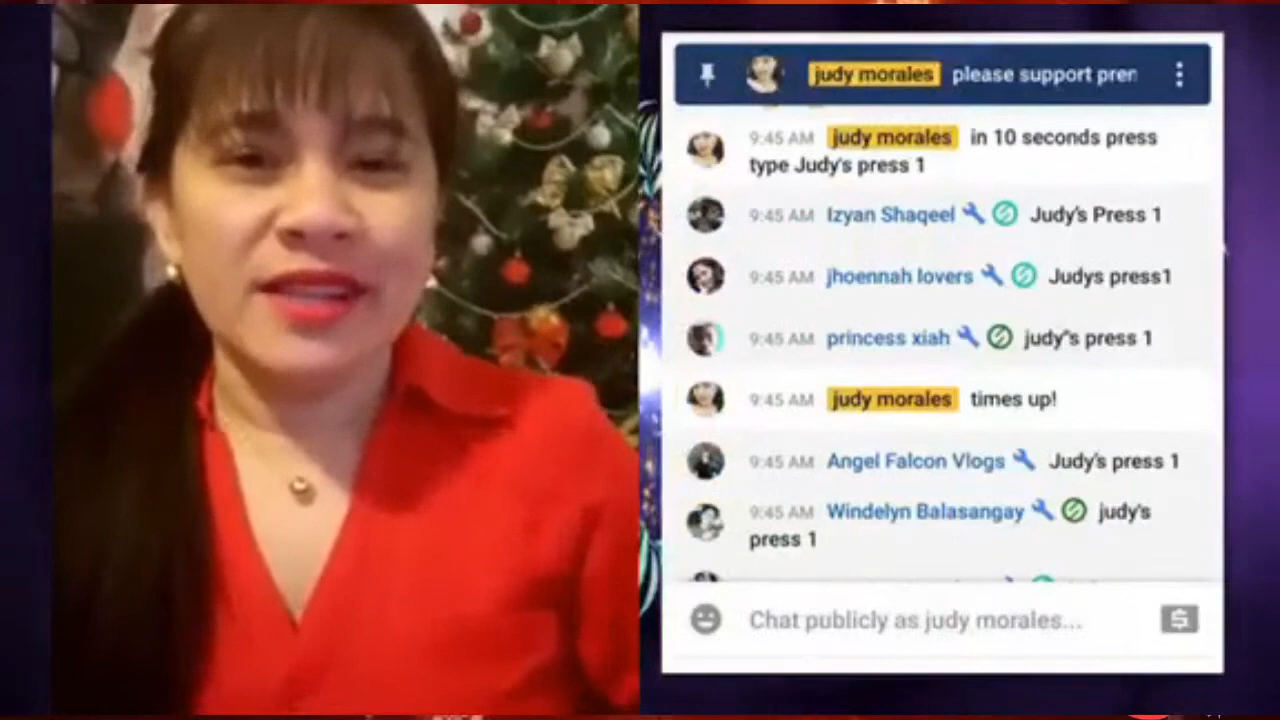 judy morales please support prer
9:45 AM judy morales in 10 seconds press
type Judy's press 1
9:45 AM Izyan Shaqeel Judy's Press 1
9:45 AM jhoennah lovers Judys press1
9:45 AM princess xiah judy"s press 1
9:45 AM judy morales times up!
9:45 AM Angel Falcon Vlogs Judy's press 1
9:45 AM Windelyn Balasangay judy's
press 1
Chat publicly as judy morales...